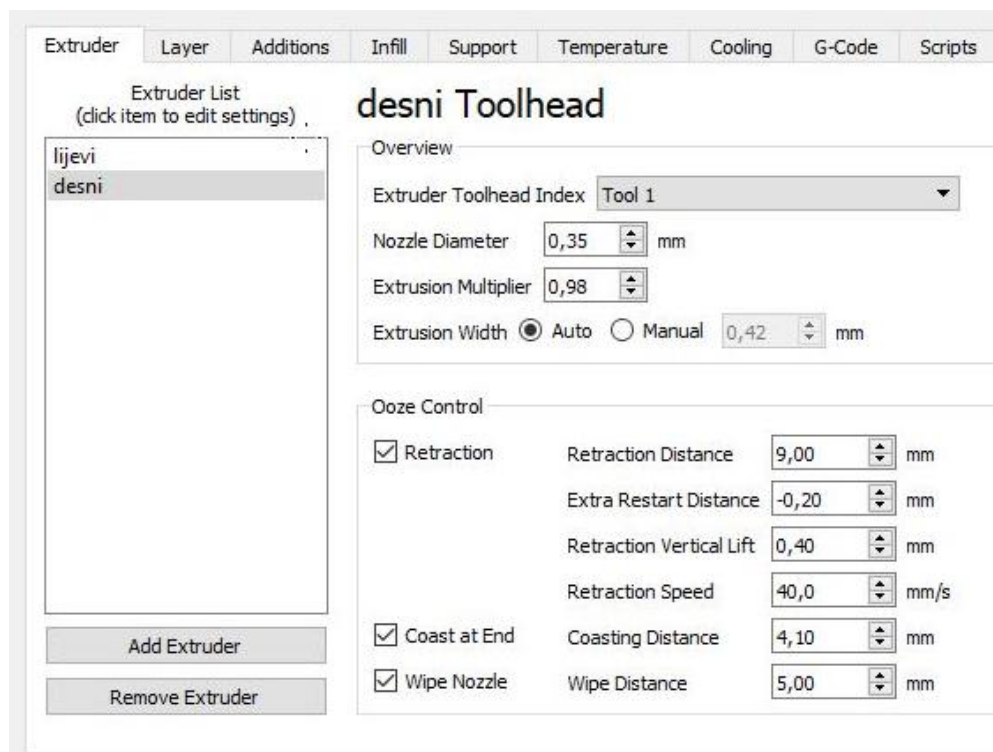 Extruder Layer Additions Infill Support Temperature Cooling G-Code Scripts
Extruder List
(click item to edit settings)
lijevi
desni
Add Extruder
Remove Extruder
desni Toolhead
Overview
Extruder Toolhead Index Tool 1
Nozzle Diameter 0,35 mm
Extrusion Multiplier 0,98
Extrusion Width Auto Manual 0,42 mm
Ooze Control
Retraction Retraction Distance 9,00 mm
Extra Restart Distance -0,20 mm
Retraction Vertical Lift 0,40 mm
Retraction Speed 40,0 mm/s
Coast at End Coasting Distance 4,10 mm
Wipe Nozzle Wipe Distance 5,00 mm